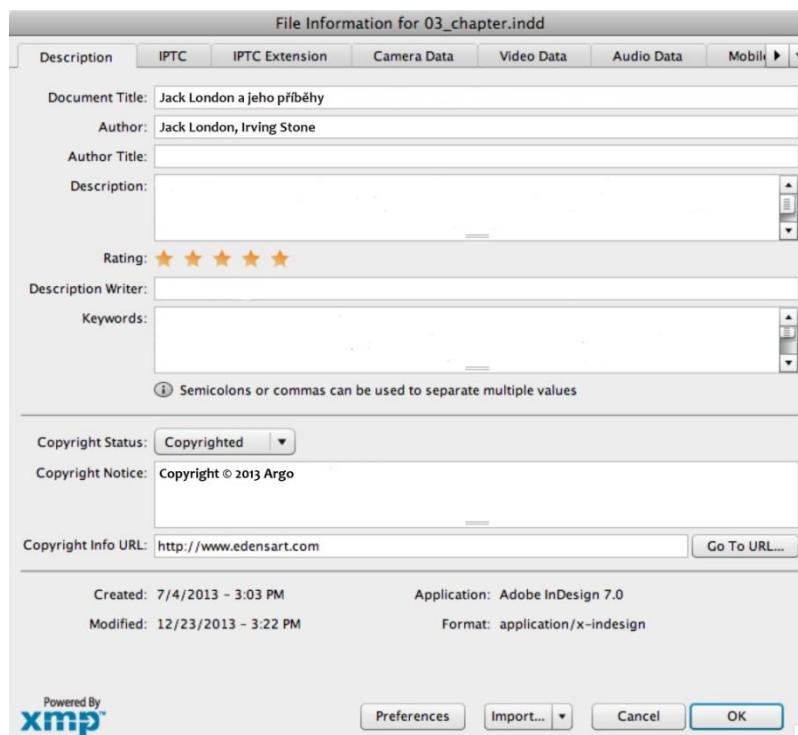 File Information for 03_chapter.indd
Description IPTC IPTC Extension Camera Data Video Data Audio Data Mobil
Document Title: Jack London a jeho příběhy
Author: Jack London, Irving Stone
Author Title:
Description:
Rating:
Description Writer:
Keywords:
Semicolons or commas can be used to separate multiple values
Copyright Status: Copyrighted
Copyright Notice: Copyright © 2013 Argo
Copyright Info URL: http://www.edensart.com Go To URL...
Created: 7/4/2013 - 3:03 PM Application: Adobe InDesign 7.0
Modified: 12/23/2013 - 3:22 PM Format: application/x-indesign
Powered By
xmp™ Preferences Import... Cancel OK